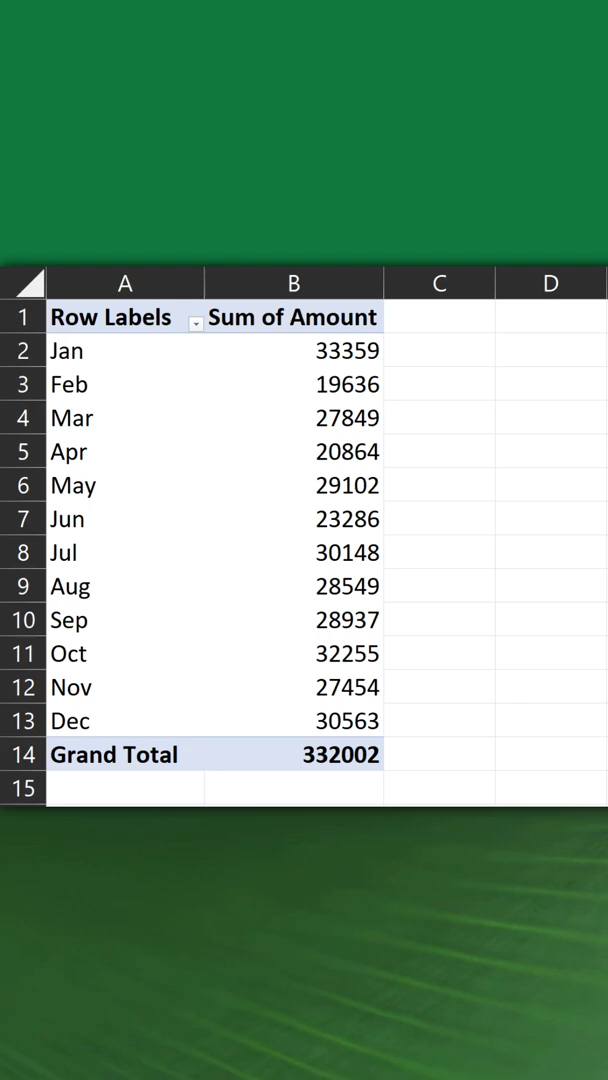 A B C D
1 Row Labels Sum of Amount
2 Jan 33359
3 Feb 19636
4 Mar 27849
5 Apr 20864
6 May 29102
7 Jun 23286
8 Jul 30148
9 Aug 28549
10 Sep 28937
11 Oct 32255
12 Nov 27454
13 Dec 30563
14 Grand Total 332002
15